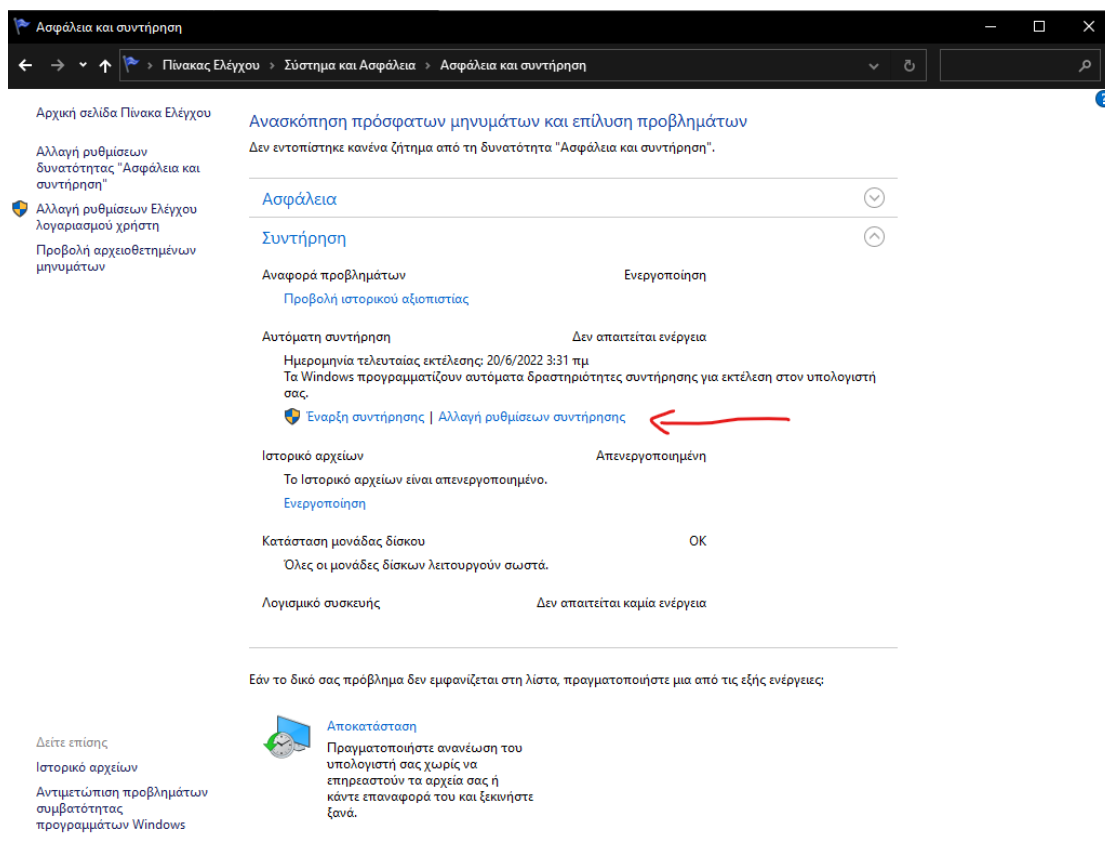 Ασφάλεια και συντήρηση
Πίνακας Ελέγχου › Σύστημα και Ασφάλεια › Ασφάλεια και συντήρηση
Αρχική σελίδα Πίνακα Ελέγχου
Αλλαγή ρυθμίσεων
δυνατότητας "Ασφάλεια και
συντήρηση"
Αλλαγή ρυθμίσεων Ελέγχου
λογαριασμού χρήστη
Προβολή αρχειοθετημένων
μηνυμάτων
Ανασκόπηση πρόσφατων μηνυμάτων και επίλυση προβλημάτων
Δεν εντοπίστηκε κανένα ζήτημα από τη δυνατότητα "Ασφάλεια και συντήρηση".
Ασφάλεια
Συντήρηση
Αναφορά προβλημάτων Ενεργοποίηση
Προβολή ιστορικού αξιοπιστίας
Αυτόματη συντήρηση Δεν απαιτείται ενέργεια
Ημερομηνία τελευταίας εκτέλεσης: 20/6/2022 3:31 πμ
Τα Windows προγραμματίζουν αυτόματα δραστηριότητες συντήρησης για εκτέλεση στον υπολογιστή
σας.
Έναρξη συντήρησης | Αλλαγή ρυθμίσεων συντήρησης
Ιστορικό αρχείων Απενεργοποιημένη
Το Ιστορικό αρχείων είναι απενεργοποιημένο.
Ενεργοποίηση
Κατάσταση μονάδας δίσκου OK
Όλες οι μονάδες δίσκων λειτουργούν σωστά.
Λογισμικό συσκευής Δεν απαιτείται καμία ενέργεια
Εάν το δικό σας πρόβλημα δεν εμφανίζεται στη λίστα, πραγματοποιήστε μια από τις εξής ενέργειες:
Αποκατάσταση
Πραγματοποιήστε ανανέωση του
υπολογιστή σας χωρίς να
επηρεαστούν τα αρχεία σας ή
κάντε επαναφορά του και ξεκινήστε
ξανά.
Δείτε επίσης
Ιστορικό αρχείων
Αντιμετώπιση προβλημάτων
συμβατότητας
προγραμμάτων Windows